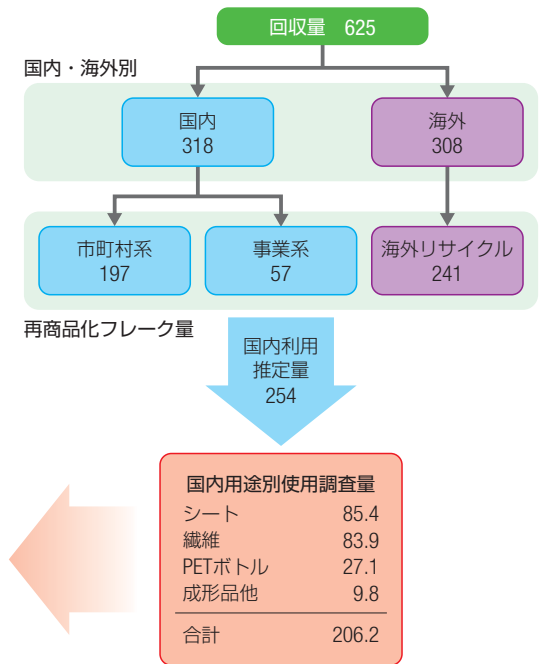 回収量 625
国内・海外別
国内
318
海外
308
市町村系
197
事業系
57
海外リサイクル
241
再商品化フレーク量
国内利用
推定量
254
国内用途別使用調査量
シート 85.4
繊維 83.9
PETボトル 27.1
成形品他 9.8
合計 206.2